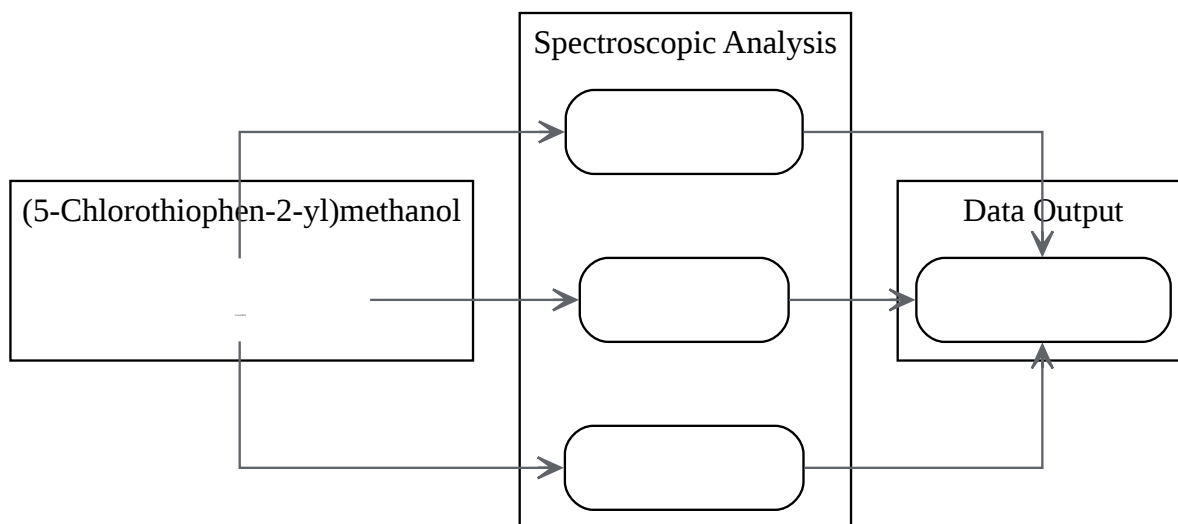 Spectroscopic Analysis
(5-Chlorothiophen-2-yl)methanol
Data Output